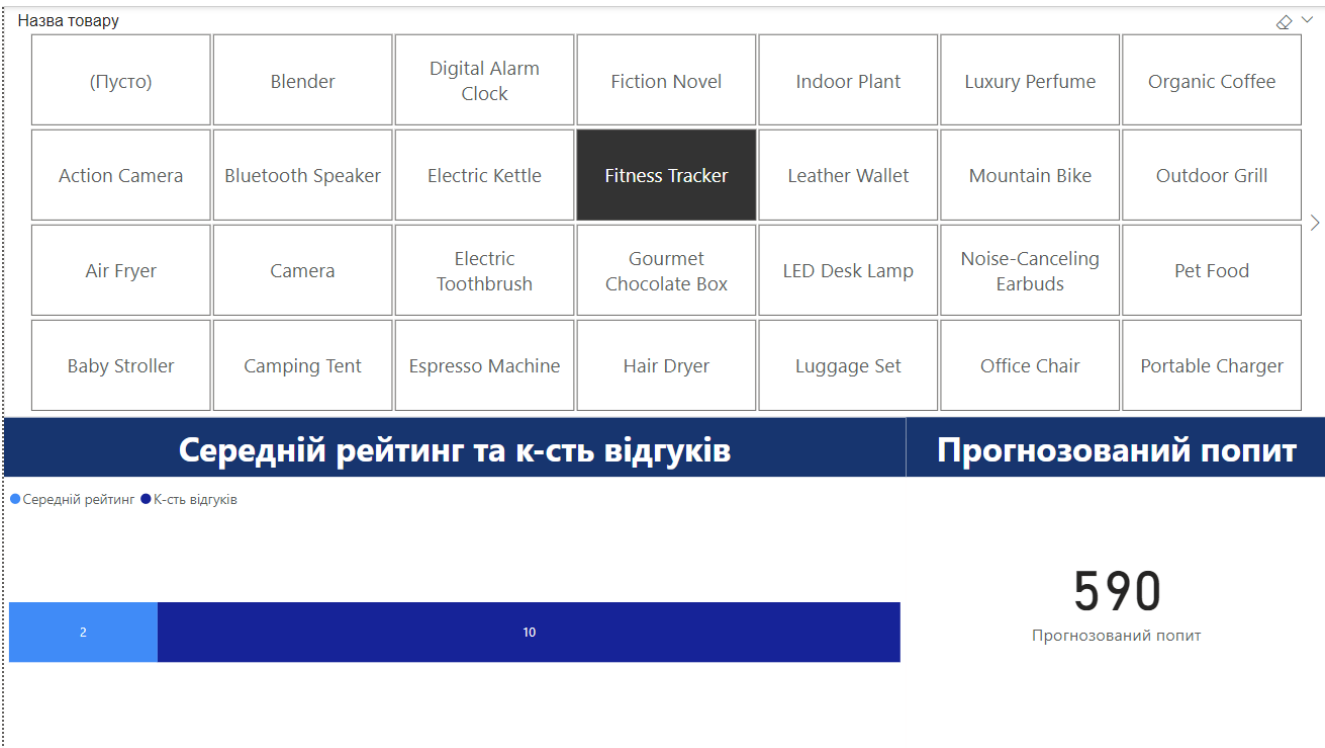 Назва товару
(Пусто)
Blender
Digital Alarm
Clock
Fiction Novel
Indoor Plant
Luxury Perfume
Organic Coffee
Action Camera
Bluetooth Speaker
Electric Kettle
Fitness Tracker
Leather Wallet
Mountain Bike
Outdoor Grill
Air Fryer
Camera
Electric
Toothbrush
Gourmet
Chocolate Box
LED Desk Lamp
Noise-Canceling
Earbuds
Pet Food
Baby Stroller
Camping Tent
Espresso Machine
Hair Dryer
Luggage Set
Office Chair
Portable Charger
Середній рейтинг та к-сть відгуків
Прогнозований попит
Середній рейтинг
К-сть відгуків
2
10
590
Прогнозований попит